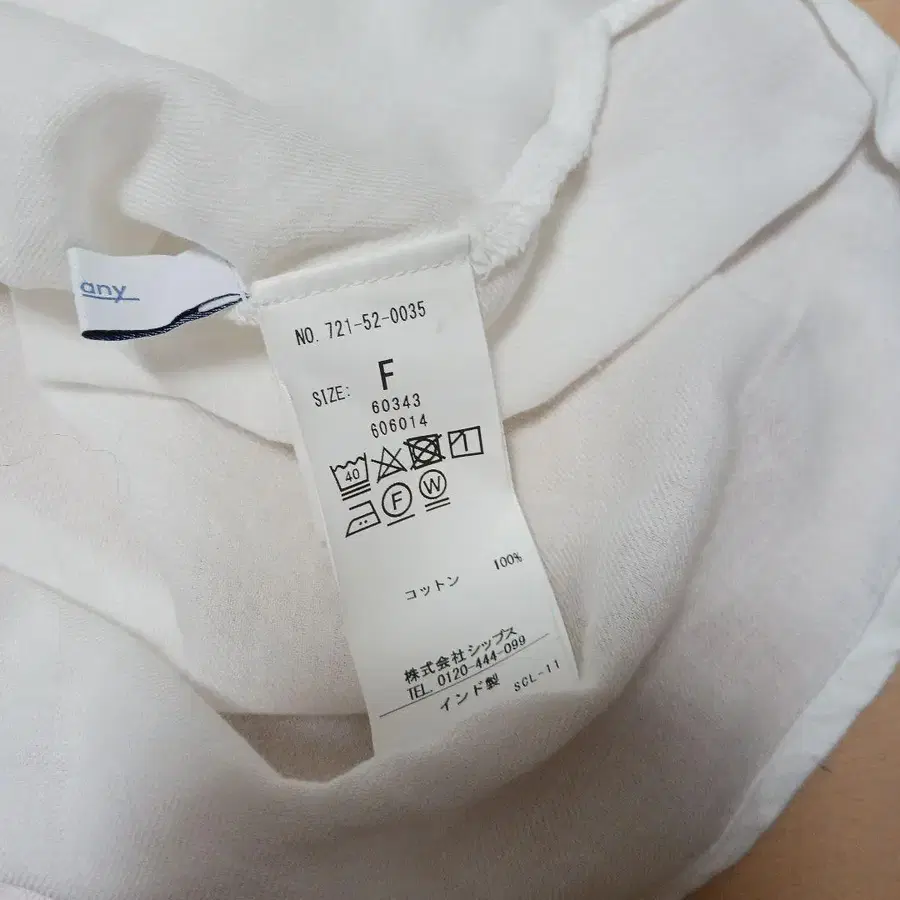 any
NO. 721-52-0035
SIZE: F
60343
606014
40
F W
コットン 100%
株式会社シップス
TEL. 0120-444-099
インド製 SCL-11